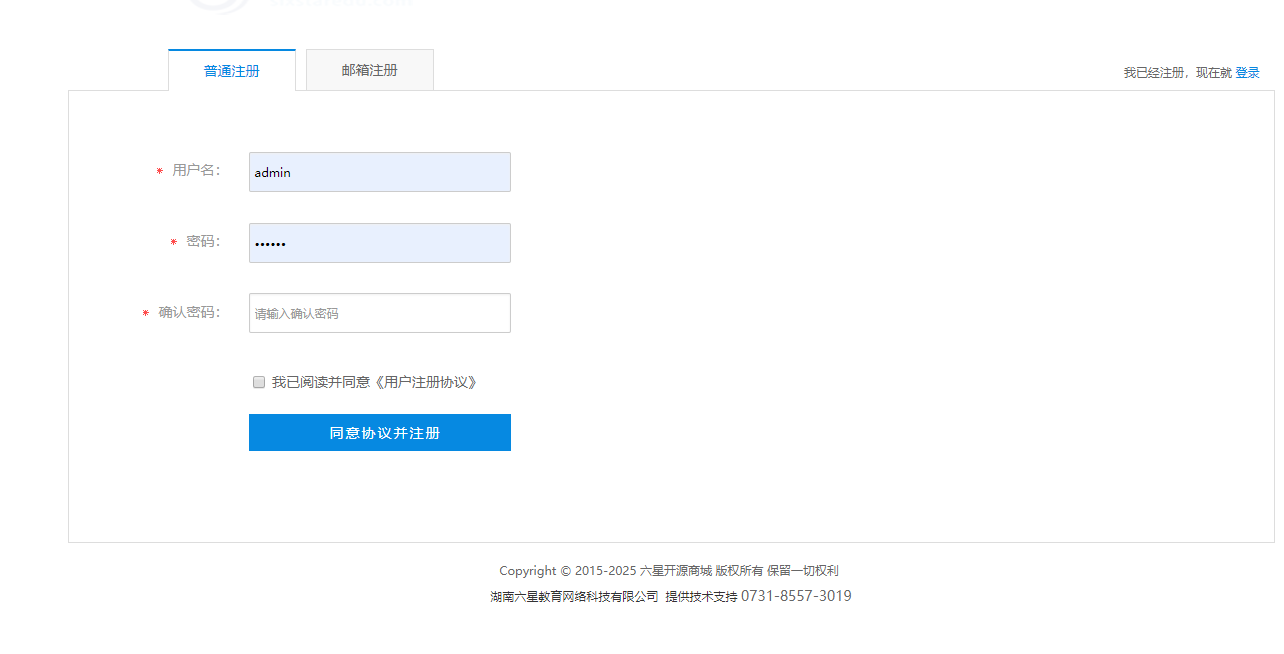 普通注册
邮箱注册
我已经注册，现在就 登录
* 用户名：
admin
* 密码：
••••••
* 确认密码：
请输入确认密码
我已阅读并同意《用户注册协议》
同意协议并注册
Copyright © 2015-2025 六星开源商城 版权所有 保留一切权利
湖南六星教育网络科技有限公司 提供技术支持 0731-8557-3019